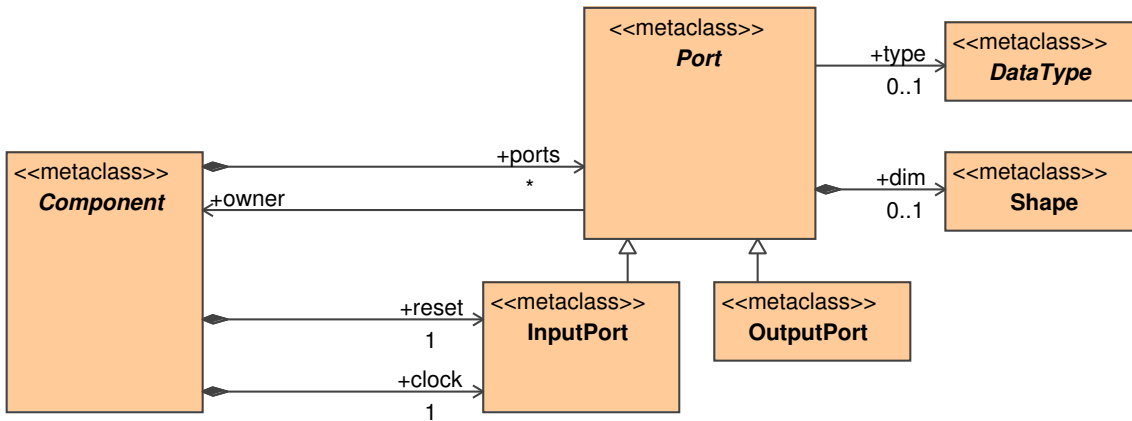 <<metaclass>>
Port
+type
0..1
<<metaclass>>
DataType
<<metaclass>>
Component
+ports
*
+owner
+dim
0..1
<<metaclass>>
Shape
+reset
1
+clock
1
<<metaclass>>
InputPort
<<metaclass>>
OutputPort